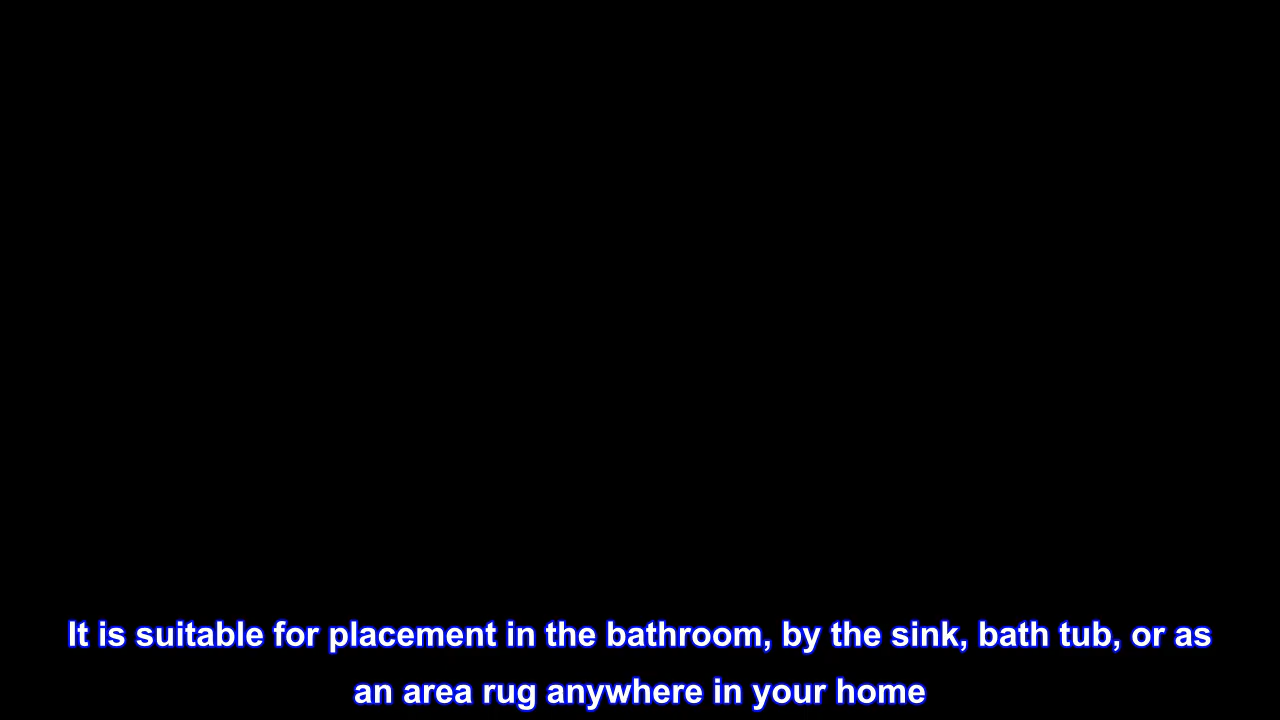 It is suitable for placement in the bathroom, by the sink, bath tub, or as
an area rug anywhere in your home